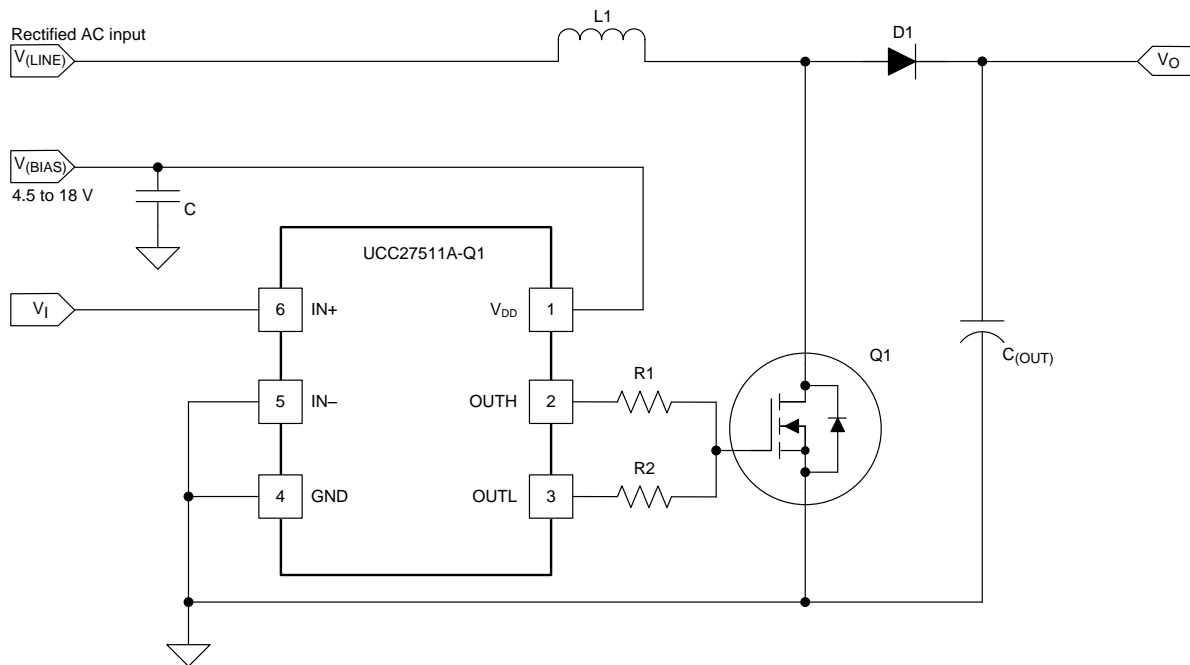 L1
D1
Rectified AC input
V(LINE)
VO
V(BIAS)
4.5 to 18 V
C
UCC27511A-Q1
VI
6 IN+
VDD 1
Q1
C(OUT)
R1
5 IN–
OUTH 2
R2
4 GND
OUTL 3